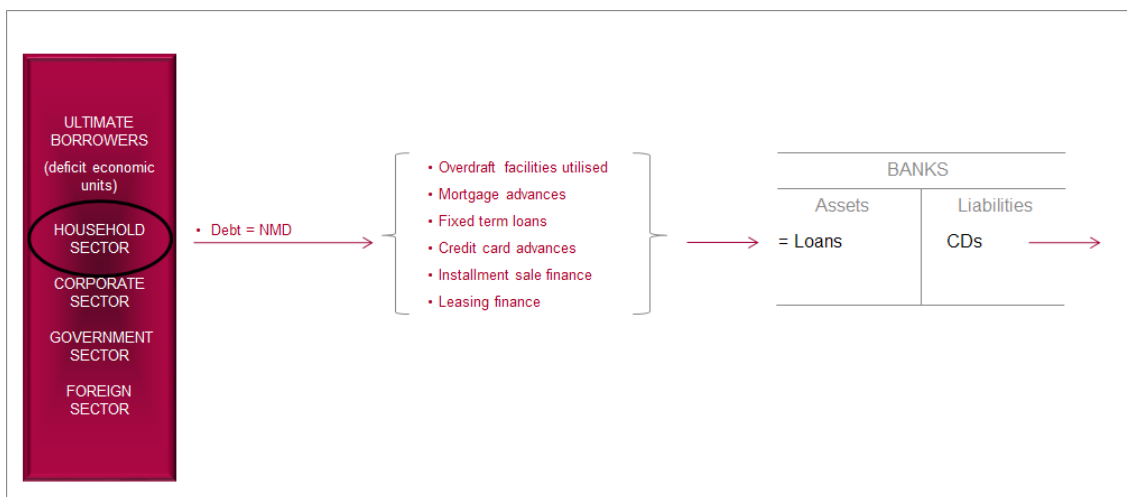 ULTIMATE
BORROWERS
(deficit economic
units)
HOUSEHOLD
SECTOR
CORPORATE
SECTOR
GOVERNMENT
SECTOR
FOREIGN
SECTOR
• Debt = NMD
• Overdraft facilities utilised
• Mortgage advances
• Fixed term loans
• Credit card advances
• Installment sale finance
• Leasing finance
BANKS
Assets Liabilities
= Loans CDs